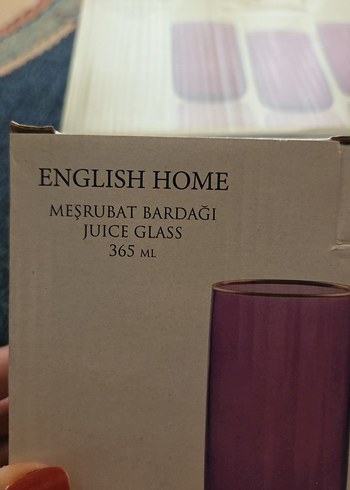 ENGLISH HOME
MEŞRUBAT BARDAĞI
JUICE GLASS
365 ML